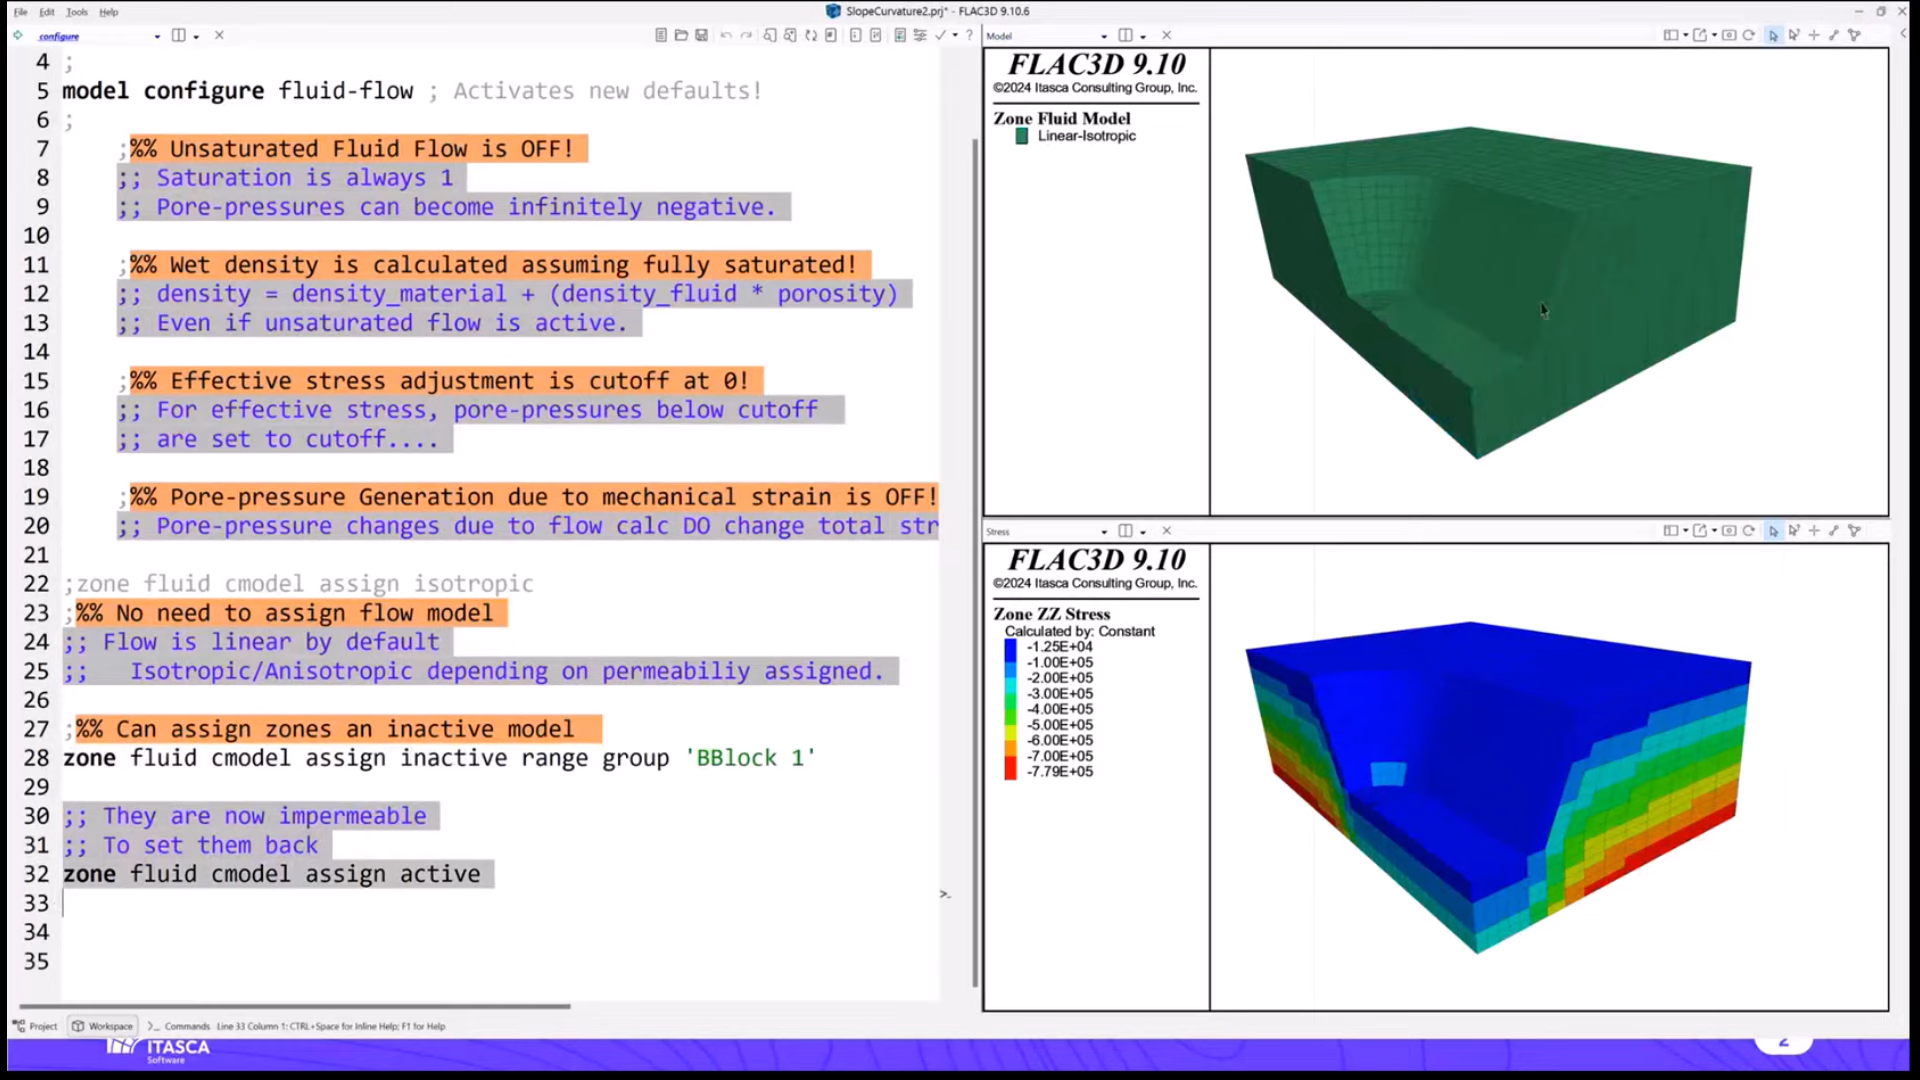 File Edit Tools Help
SlopeCurvature2.prj* - FLAC3D 9.10.6
configure
4 ;
5 model configure fluid-flow ; Activates new defaults!
6 ;
7 ;%% Unsaturated Fluid Flow is OFF!
8 ;; Saturation is always 1
9 ;; Pore-pressures can become infinitely negative.
10
11 ;%% Wet density is calculated assuming fully saturated!
12 ;; density = density_material + (density_fluid * porosity)
13 ;; Even if unsaturated flow is active.
14
15 ;%% Effective stress adjustment is cutoff at 0!
16 ;; For effective stress, pore-pressures below cutoff
17 ;; are set to cutoff....
18
19 ;%% Pore-pressure Generation due to mechanical strain is OFF!
20 ;; Pore-pressure changes due to flow calc DO change total str
21
22 ;zone fluid cmodel assign isotropic
23 ;%% No need to assign flow model
24 ;; Flow is linear by default
25 ;; Isotropic/Anisotropic depending on permeabiliy assigned.
26
27 ;%% Can assign zones an inactive model
28 zone fluid cmodel assign inactive range group 'BBlock 1'
29
30 ;; They are now impermeable
31 ;; To set them back
32 zone fluid cmodel assign active
33
34
35
>_
Project Workspace >_ Commands Line 33 Column 1: CTRL+Space for Inline Help; F1 for Help
Model
FLAC3D 9.10
©2024 Itasca Consulting Group, Inc.
Zone Fluid Model
Linear-Isotropic
Stress
FLAC3D 9.10
©2024 Itasca Consulting Group, Inc.
Zone ZZ Stress
Calculated by: Constant
-1.25E+04
-1.00E+05
-2.00E+05
-3.00E+05
-4.00E+05
-5.00E+05
-6.00E+05
-7.00E+05
-7.79E+05
ITASCA
Software
2